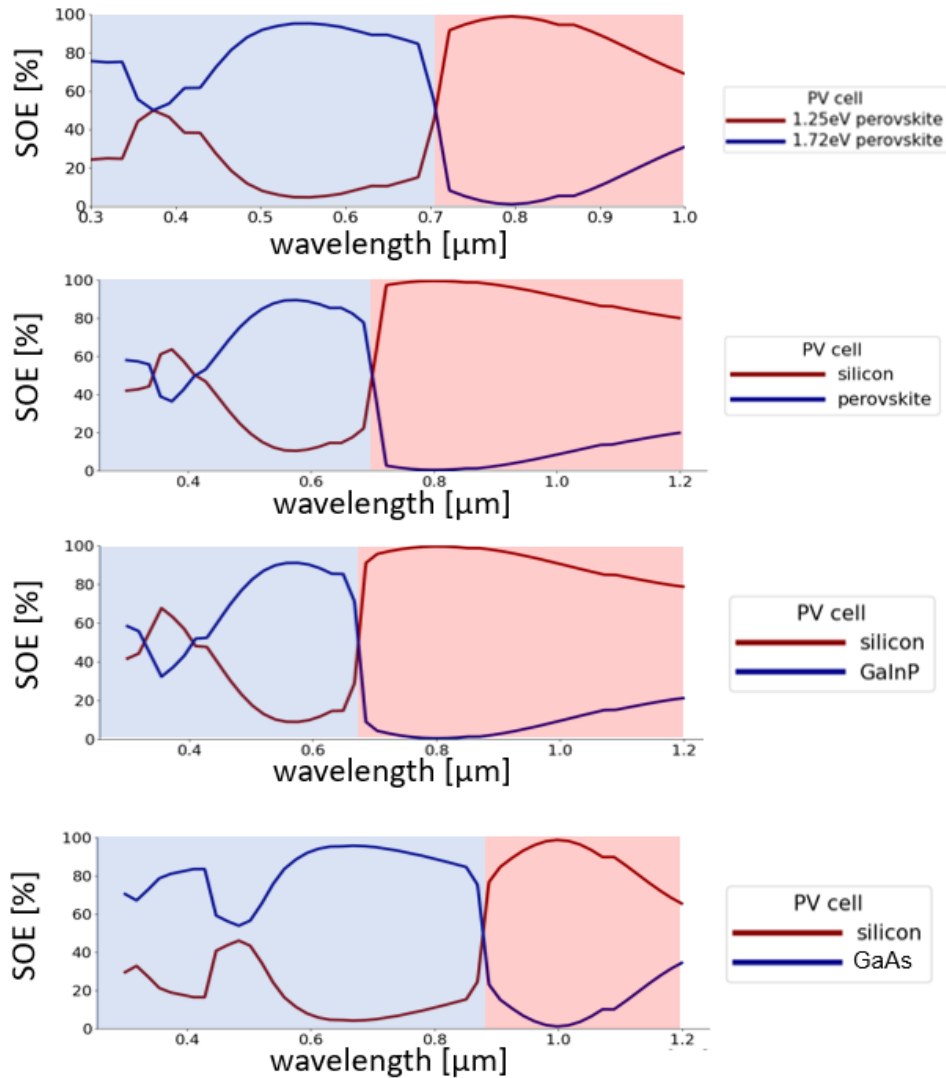 100
80
60
40
20
0
SOE [%]
0.3 0.4 0.5 0.6 0.7 0.8 0.9 1.0
wavelength [μm]
PV cell
1.25eV perovskite
1.72eV perovskite
100
80
60
40
20
0
SOE [%]
0.4 0.6 0.8 1.0 1.2
wavelength [μm]
PV cell
silicon
perovskite
100
80
60
40
20
0
SOE [%]
0.4 0.6 0.8 1.0 1.2
wavelength [μm]
PV cell
silicon
GaInP
100
80
60
40
20
0
SOE [%]
0.4 0.6 0.8 1.0 1.2
wavelength [μm]
PV cell
silicon
GaAs